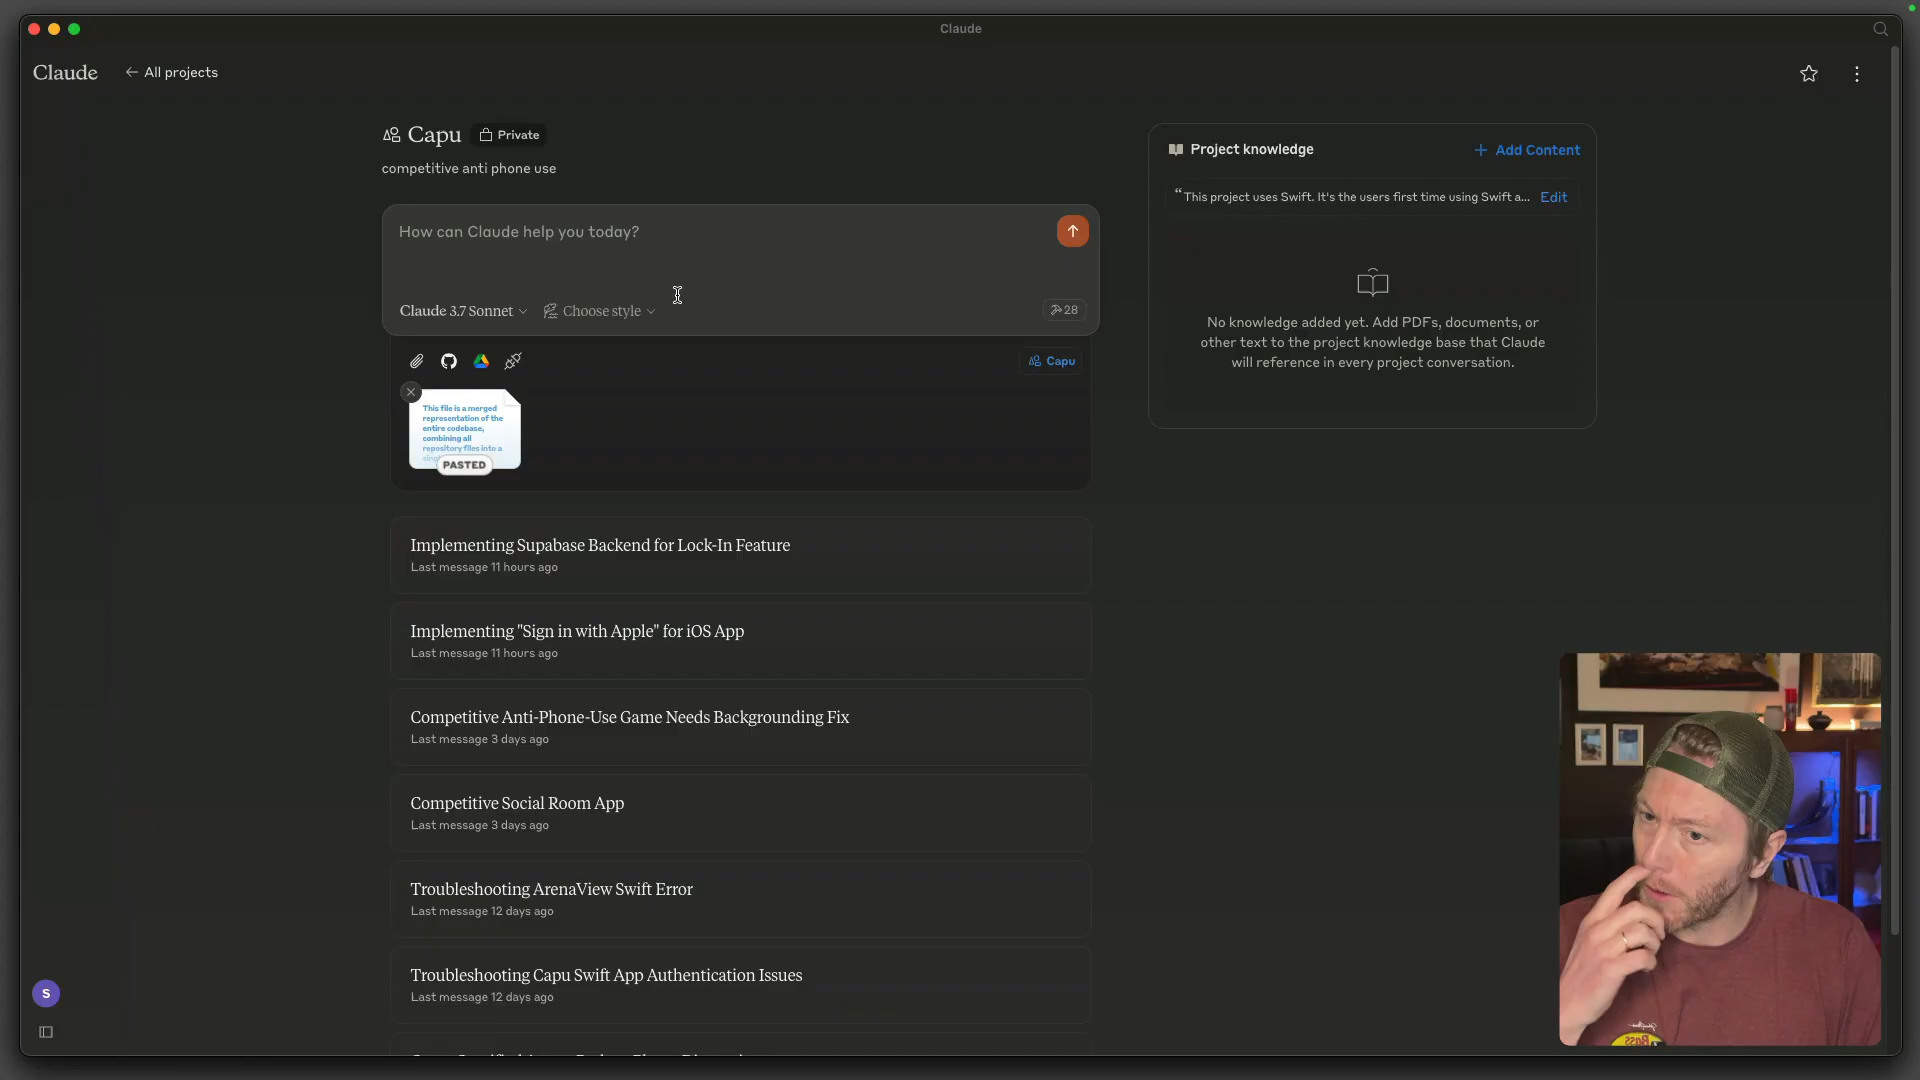 Claude
Claude
All projects
Capu
Private
competitive anti phone use
How can Claude help you today?
Claude 3.7 Sonnet
Choose style
28
Capu
This file is a merged
representation of the
entire codebase,
combining all
repository files into a
PASTED
Project knowledge
+ Add Content
“This project uses Swift. It's the users first time using Swift a...
Edit
No knowledge added yet. Add PDFs, documents, or
other text to the project knowledge base that Claude
will reference in every project conversation.
Implementing Supabase Backend for Lock-In Feature
Last message 11 hours ago
Implementing "Sign in with Apple" for iOS App
Last message 11 hours ago
Competitive Anti-Phone-Use Game Needs Backgrounding Fix
Last message 3 days ago
Competitive Social Room App
Last message 3 days ago
Troubleshooting ArenaView Swift Error
Last message 12 days ago
Troubleshooting Capu Swift App Authentication Issues
Last message 12 days ago
S